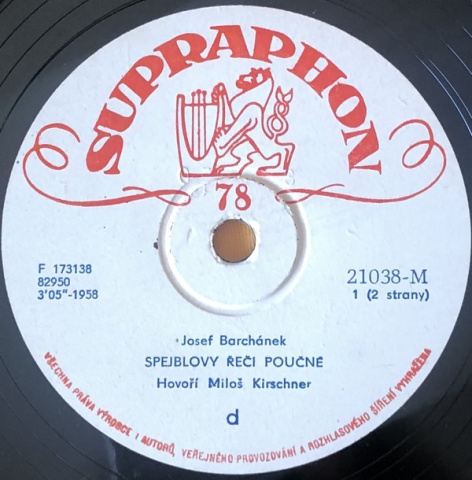 SUPRAPHON
78
F 173138
82950
3'05"-1958
21038-M
1 (2 strany)
Josef Barchánek
SPEJBLOVY ŘEČI POUČNÉ
Hovoří Miloš Kirschner
d
VŠECHNA PRÁVA VÝROBCE I AUTORŮ, VEŘEJNÉHO PROVOZOVÁNÍ A ROZHLASOVÉHO ŠÍŘENÍ VYHRAŽENA